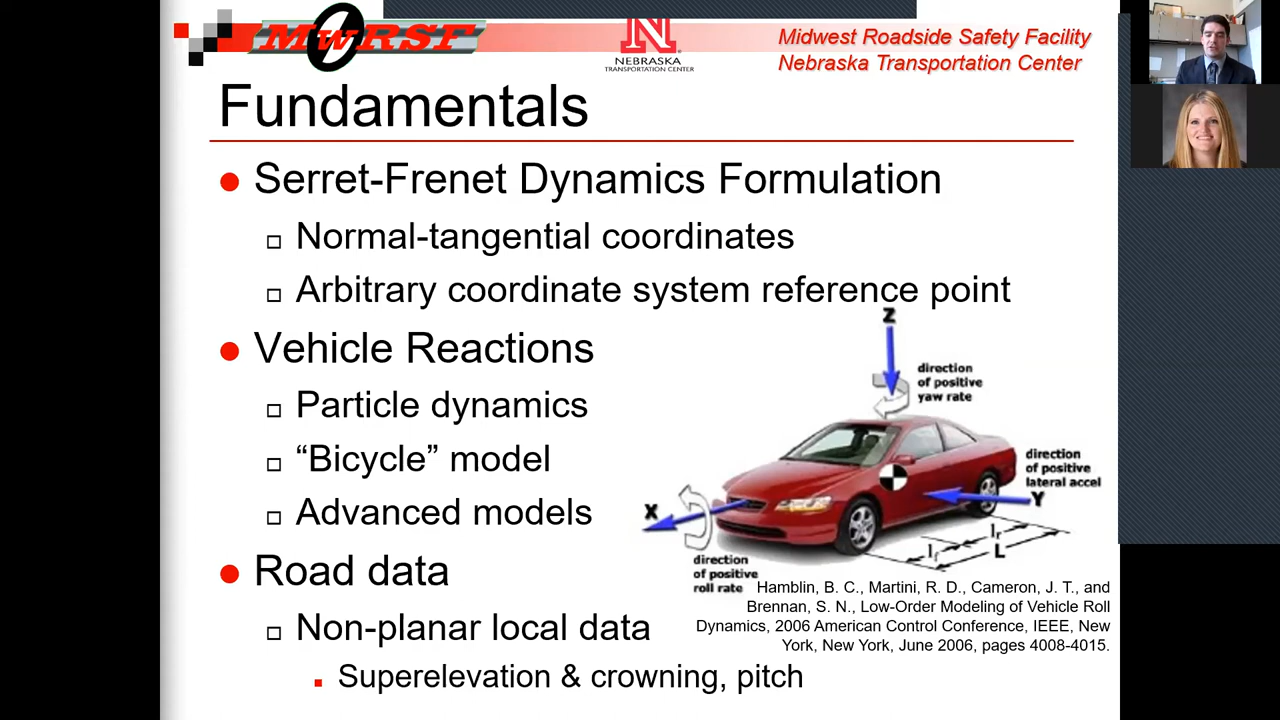 MwRSF
N
NEBRASKA
TRANSPORTATION CENTER
Midwest Roadside Safety Facility
Nebraska Transportation Center
Fundamentals
Serret-Frenet Dynamics Formulation
Normal-tangential coordinates
Arbitrary coordinate system reference point
Vehicle Reactions
Particle dynamics
“Bicycle” model
Advanced models
Road data
Non-planar local data
Superelevation & crowning, pitch
Z
direction
of positive
yaw rate
direction
of positive
lateral accel
Y
X
direction
of positive
roll rate
L
Hamblin, B. C., Martini, R. D., Cameron, J. T., and
Brennan, S. N., Low-Order Modeling of Vehicle Roll
Dynamics, 2006 American Control Conference, IEEE, New
York, New York, June 2006, pages 4008-4015.